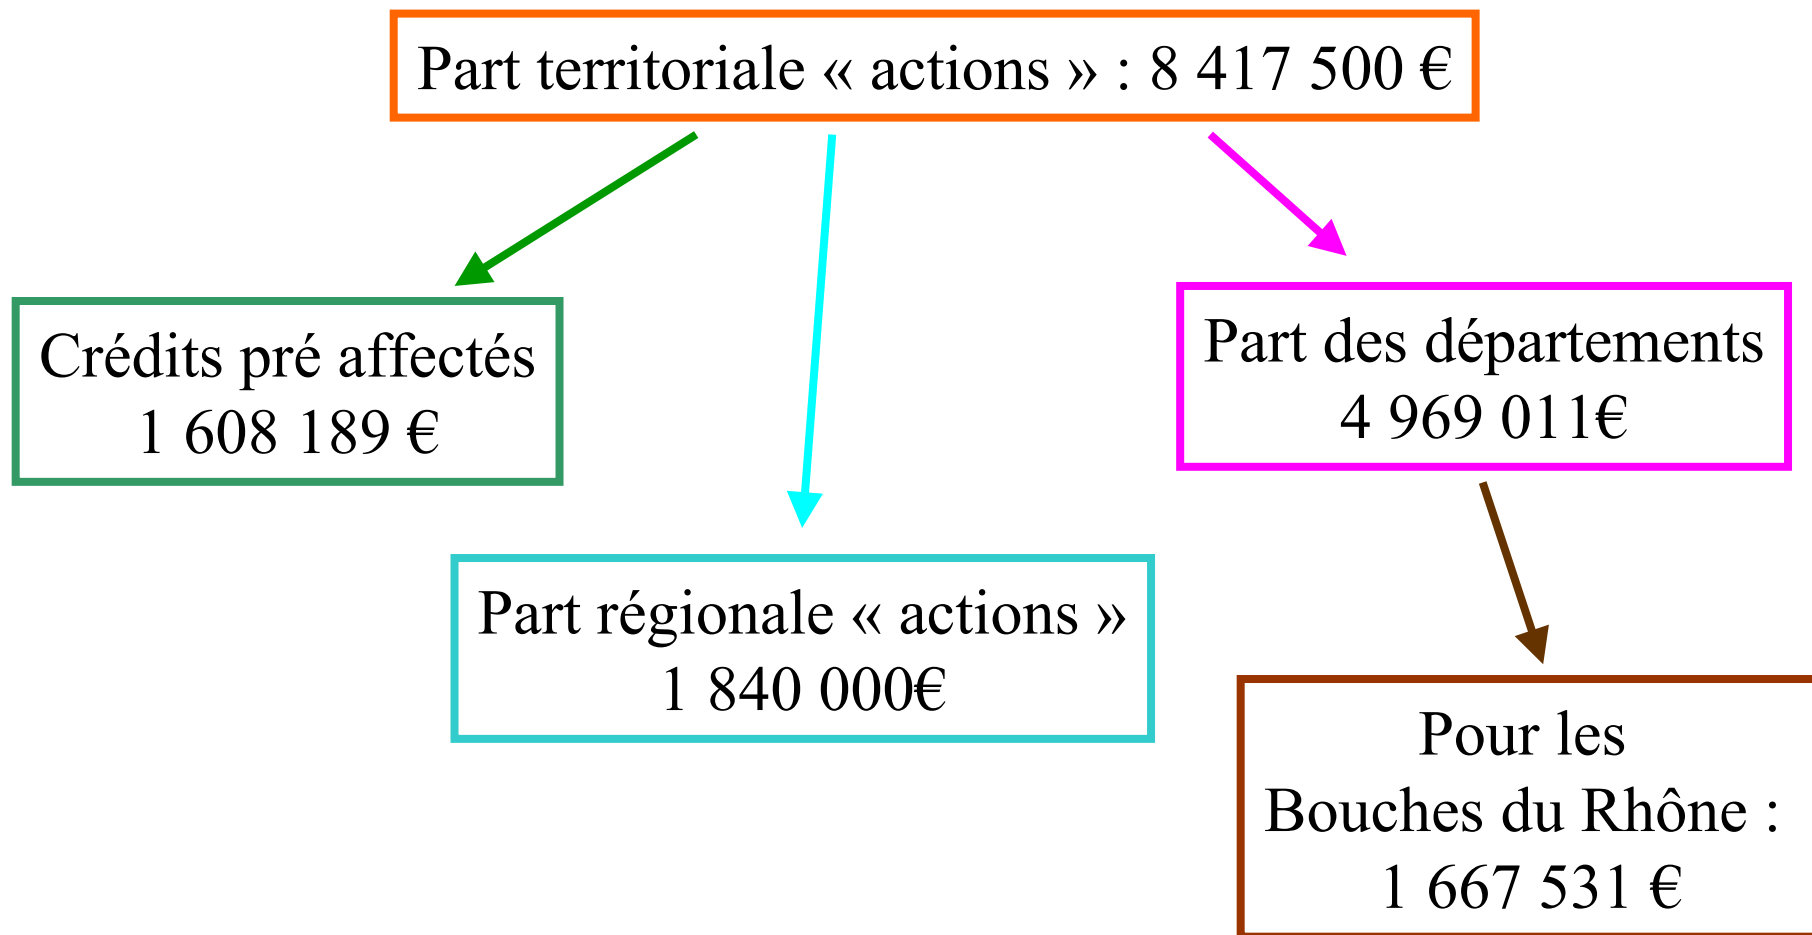 Part territoriale « actions » : 8 417 500 €
Crédits pré affectés
1 608 189 €
Part des départements
4 969 011€
Part régionale « actions »
1 840 000€
Pour les
Bouches du Rhône :
1 667 531 €